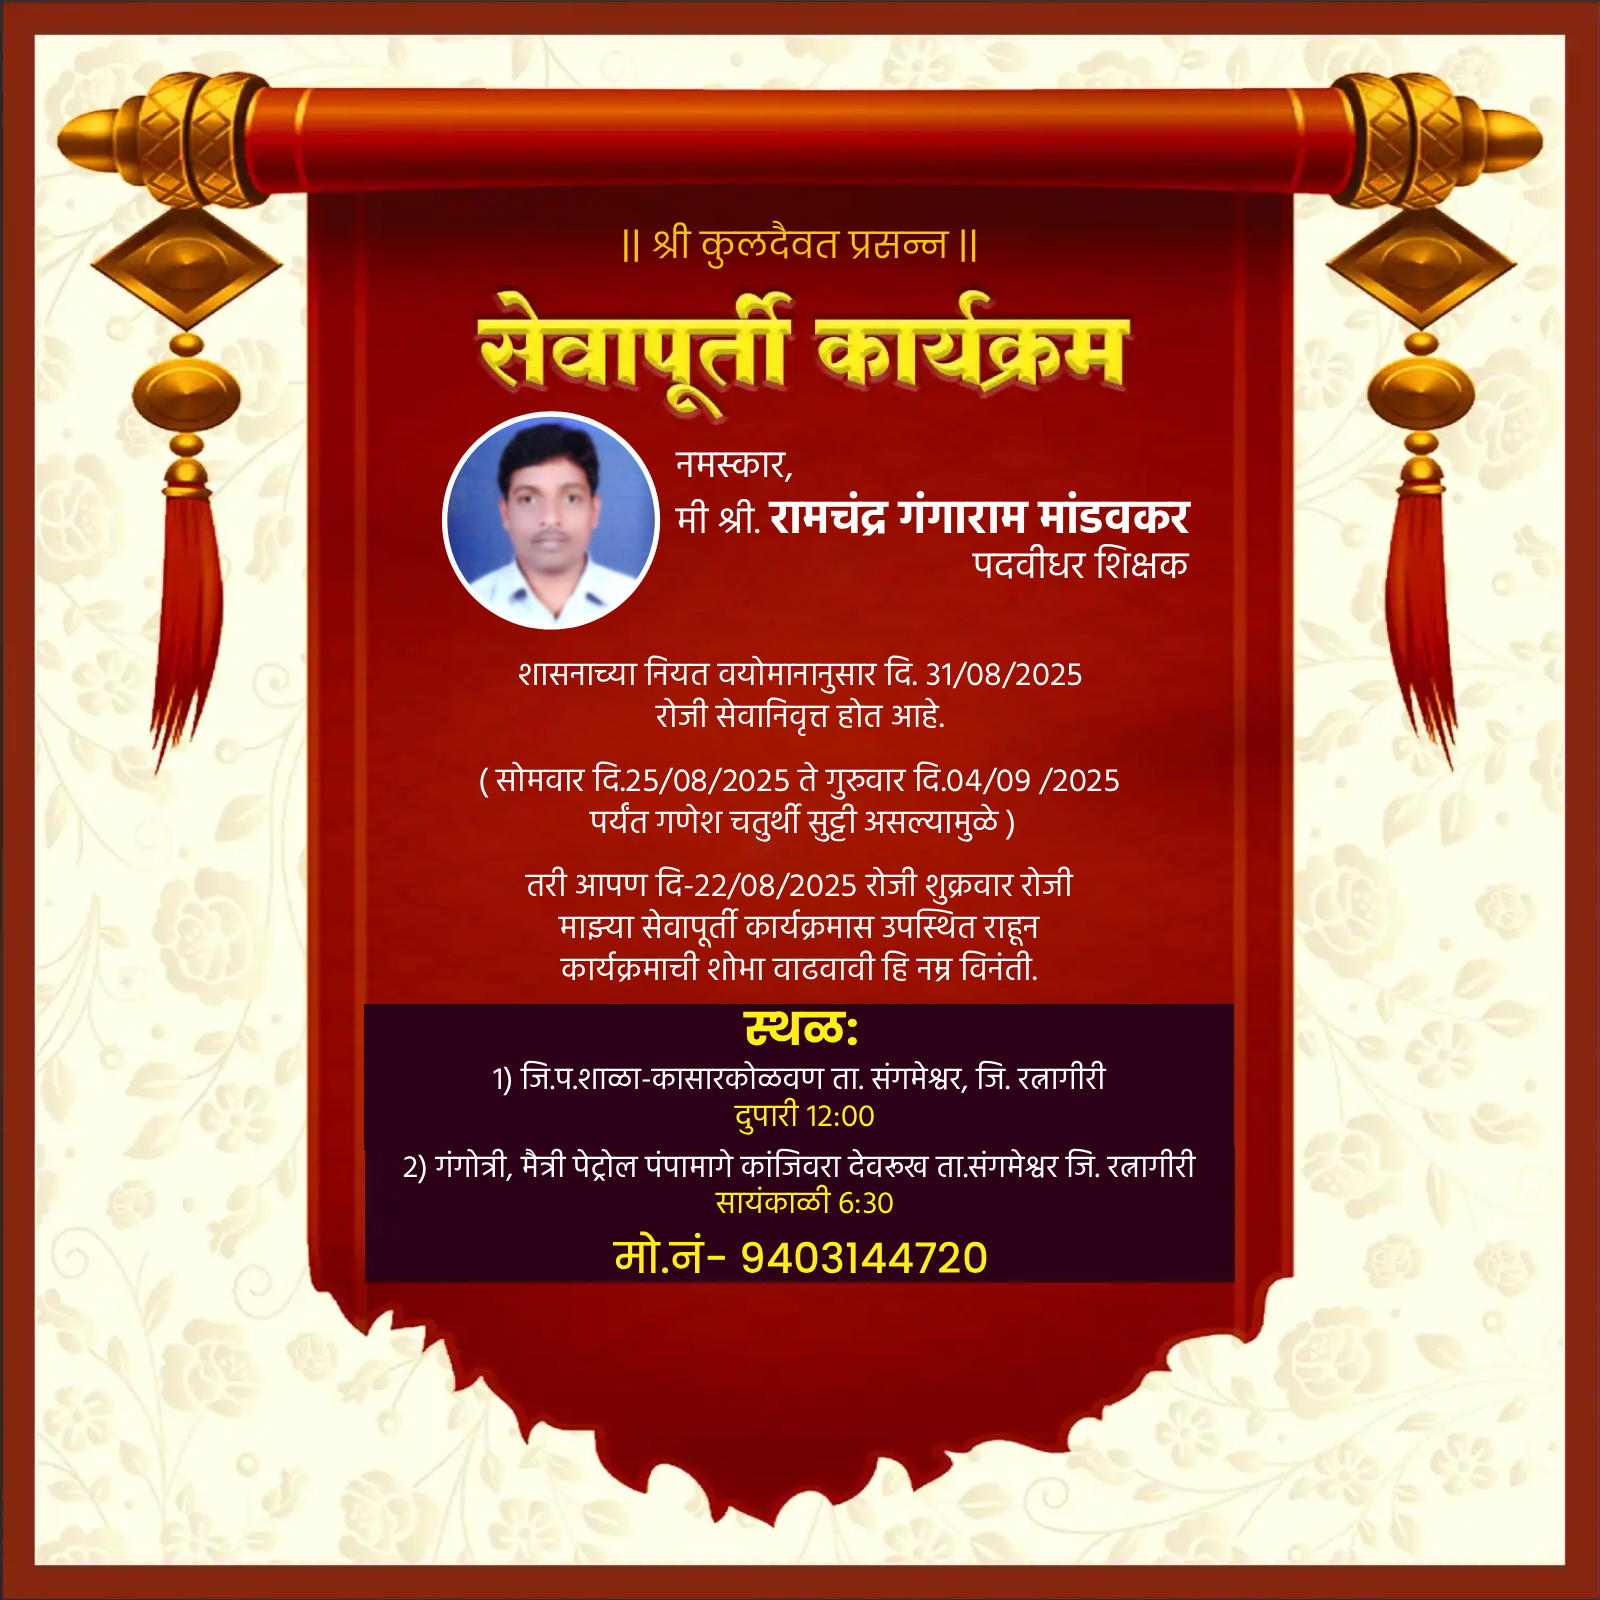 || श्री कुलदैवत प्रसन्न ||
सेवापूर्ती कार्यक्रम
नमस्कार,
मी श्री. रामचंद्र गंगाराम मांडवकर
पदवीधर शिक्षक
शासनाच्या नियत वयोमानानुसार दि. 31/08/2025
रोजी सेवानिवृत्त होत आहे.
( सोमवार दि.25/08/2025 ते गुरुवार दि.04/09 /2025
पर्यंत गणेश चतुर्थी सुट्टी असल्यामुळे )
तरी आपण दि-22/08/2025 रोजी शुक्रवार रोजी
माझ्या सेवापूर्ती कार्यक्रमास उपस्थित राहून
कार्यक्रमाची शोभा वाढवावी हि नम्र विनंती.
स्थळ:
1) जि.प.शाळा-कासारकोळवण ता. संगमेश्वर, जि. रत्नागीरी
दुपारी 12:00
2) गंगोत्री, मैत्री पेट्रोल पंपामागे कांजिवरा देवरूख ता.संगमेश्वर जि. रत्नागीरी
सायंकाळी 6:30
मो.नं- 9403144720